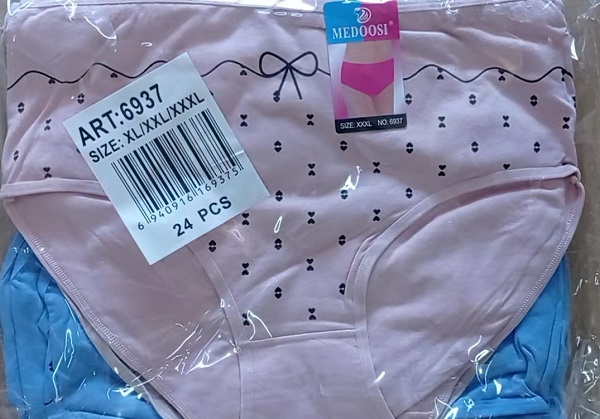 MEDOOSI®
SIZE: XXXL NO: 6937
ART:6937
SIZE: XL/XXL/XXXL
6 940916 169375
24 PCS